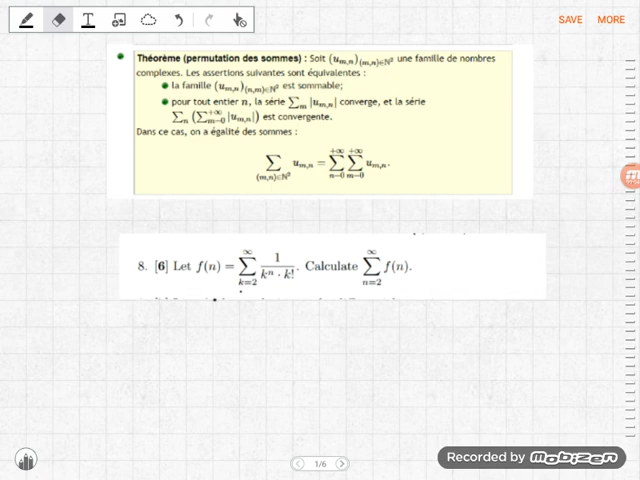 SAVE MORE
Théorème (permutation des sommes) : Soit (u_{m,n})_{(m,n)∈ℕ²} une famille de nombres
complexes. Les assertions suivantes sont équivalentes :
la famille (u_{m,n})_{(n,m)∈ℕ²} est sommable;
pour tout entier n, la série ∑_m |u_{m,n}| converge, et la série
∑_n (∑_{m=0}^{+∞} |u_{m,n}|) est convergente.
Dans ce cas, on a égalité des sommes :
∑_{(m,n)∈ℕ²} u_{m,n} = ∑_{n=0}^{+∞} ∑_{m=0}^{+∞} u_{m,n}.
8. [6] Let f(n) = ∑_{k=2}^{∞} 1/(kⁿ · k!). Calculate ∑_{n=2}^{∞} f(n).
1/6
Recorded by MOBIZEN